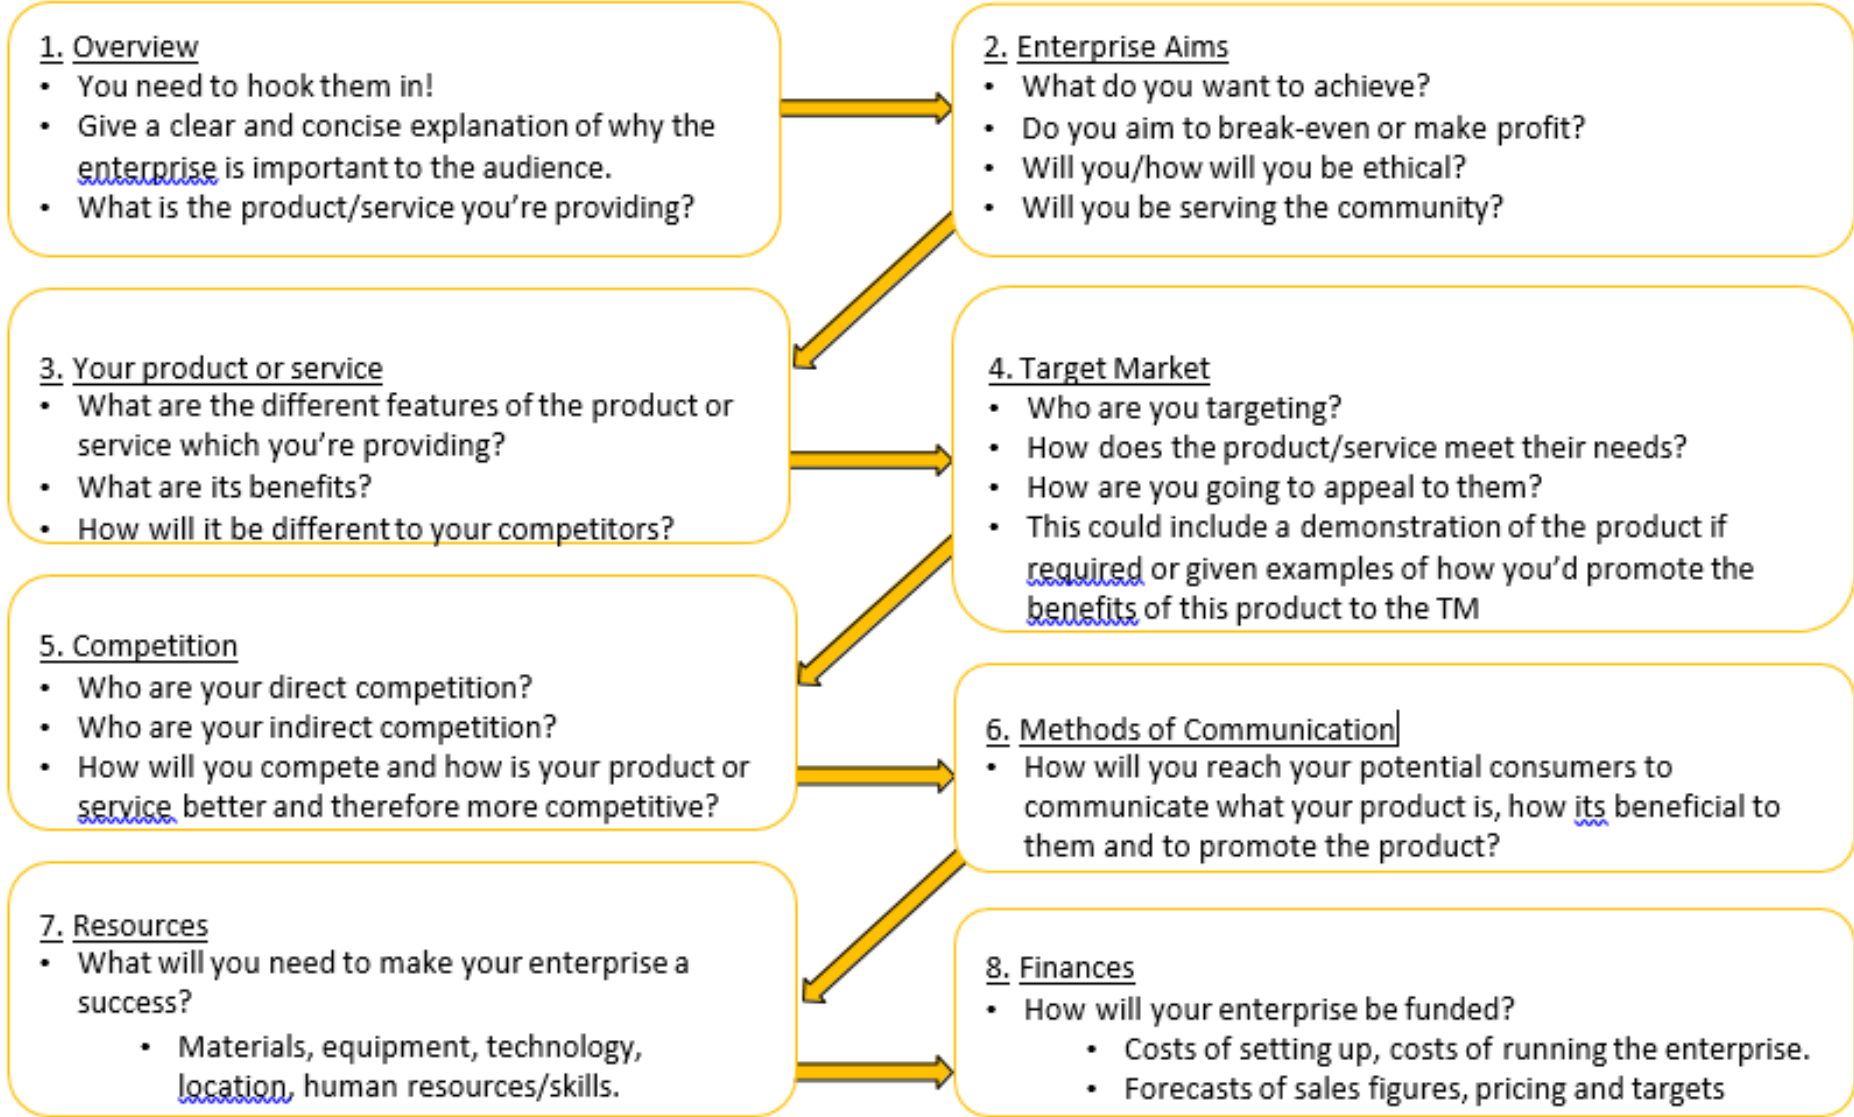 1. Overview
• You need to hook them in!
• Give a clear and concise explanation of why the
enterprise is important to the audience.
• What is the product/service you're providing?
2. Enterprise Aims
• What do you want to achieve?
• Do you aim to break-even or make profit?
• Will you/how will you be ethical?
• Will you be serving the community?
3. Your product or service
• What are the different features of the product or
service which you're providing?
• What are its benefits?
• How will it be different to your competitors?
4. Target Market
• Who are you targeting?
• How does the product/service meet their needs?
• How are you going to appeal to them?
• This could include a demonstration of the product if
required or given examples of how you'd promote the
benefits of this product to the TM
5. Competition
• Who are your direct competition?
• Who are your indirect competition?
• How will you compete and how is your product or
service better and therefore more competitive?
6. Methods of Communication
• How will you reach your potential consumers to
communicate what your product is, how its beneficial to
them and to promote the product?
7. Resources
• What will you need to make your enterprise a
success?
• Materials, equipment, technology,
location, human resources/skills.
8. Finances
• How will your enterprise be funded?
• Costs of setting up, costs of running the enterprise.
• Forecasts of sales figures, pricing and targets